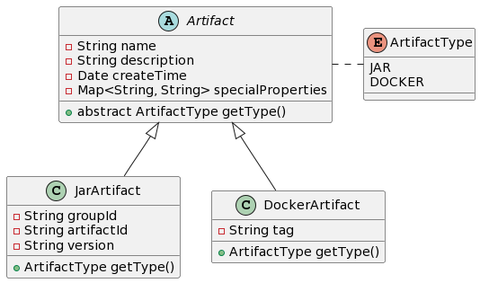 A Artifact
String name
String description
Date createTime
Map<String, String> specialProperties
abstract ArtifactType getType()
E ArtifactType
JAR
DOCKER
C JarArtifact
String groupId
String artifactId
String version
ArtifactType getType()
C DockerArtifact
String tag
ArtifactType getType()